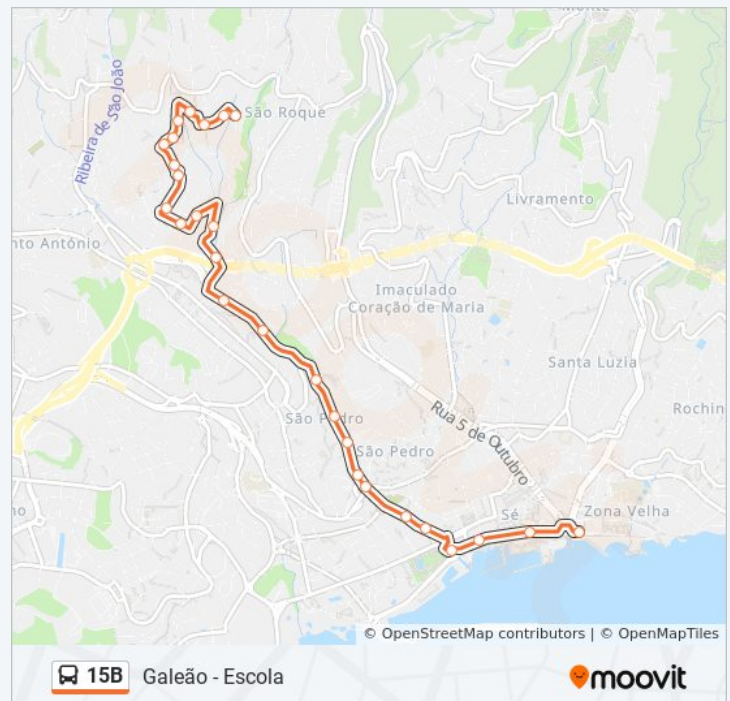 Monte
Ribeira de São João
São Roque
Livramento
nto António
Imaculado
Coração de Maria
Santa Luzia
Rochin
Rua 5 de Outubro
São Pedro
São Pedro
Sé
Zona Velha
ho
© OpenStreetMap contributors | © OpenMapTiles
15B Galeão - Escola
moovit